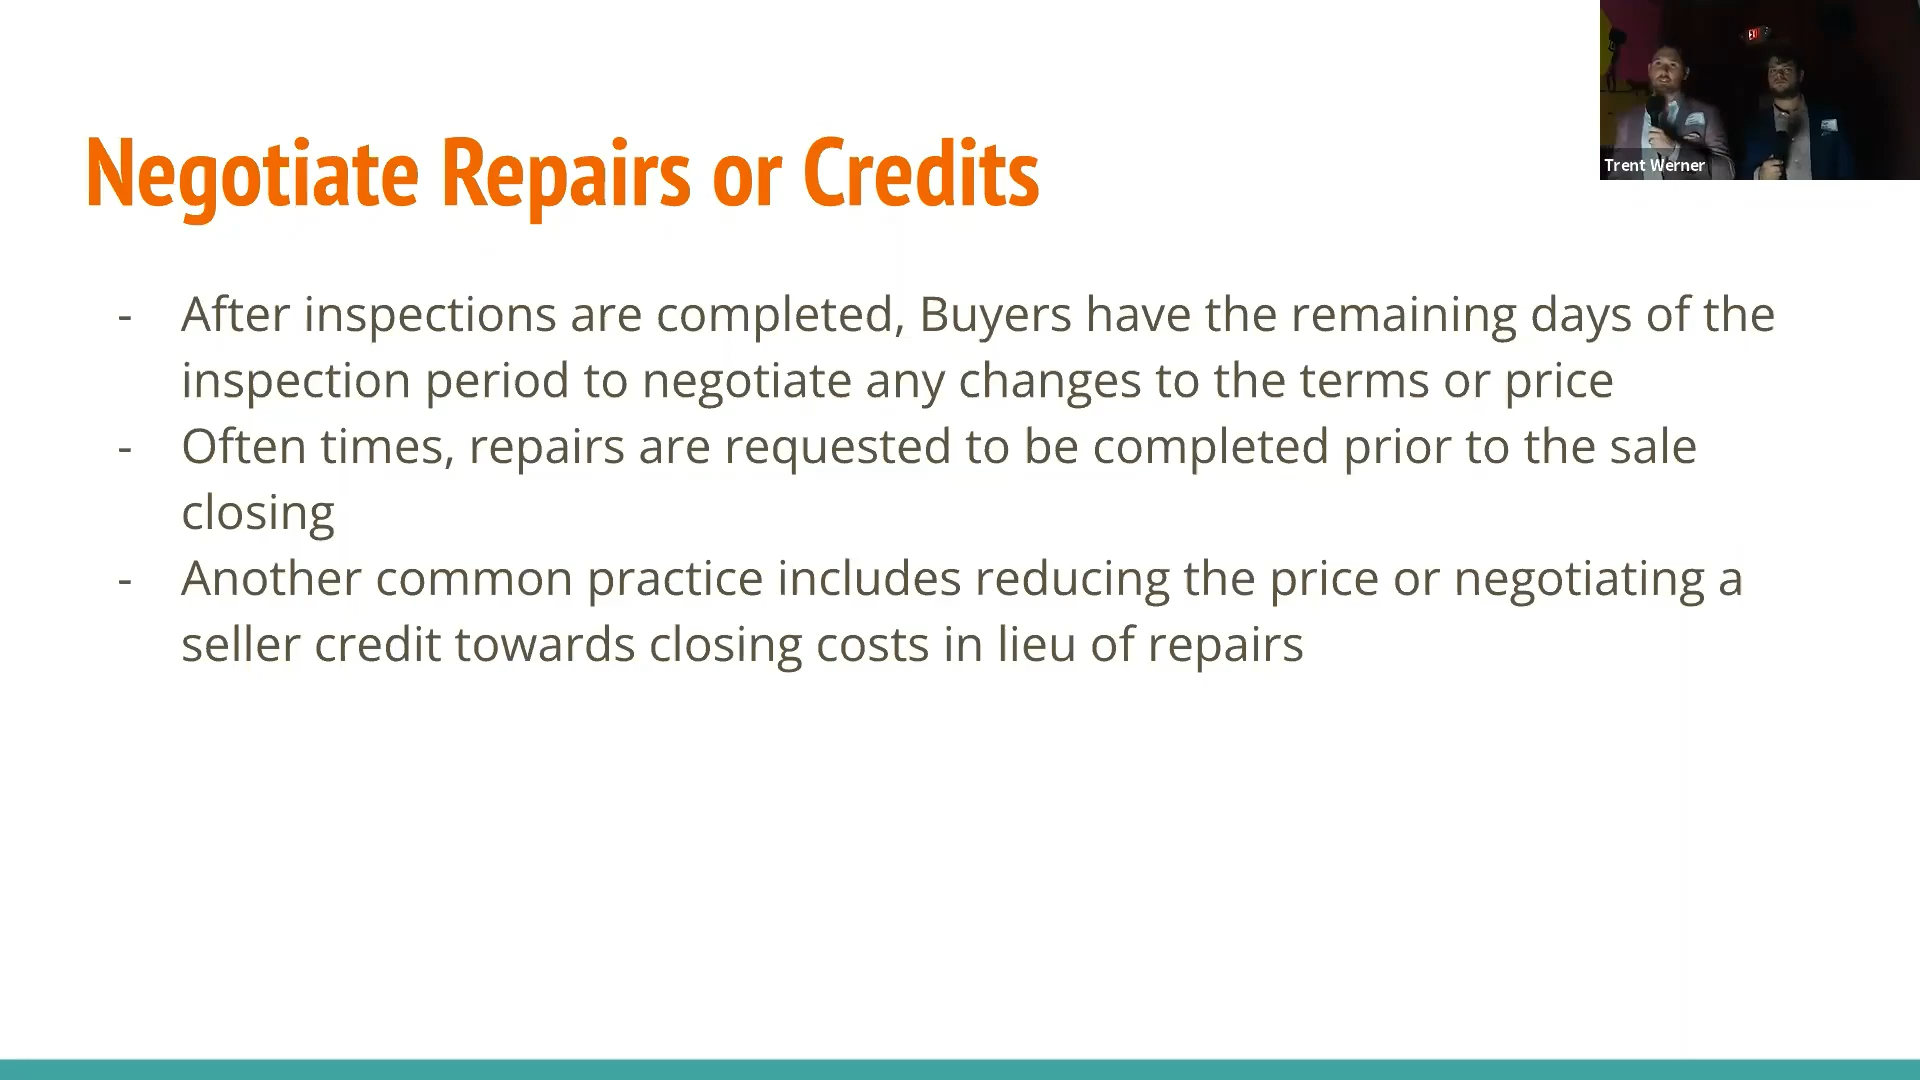 Negotiate Repairs or Credits
- After inspections are completed, Buyers have the remaining days of the
inspection period to negotiate any changes to the terms or price
- Often times, repairs are requested to be completed prior to the sale
closing
- Another common practice includes reducing the price or negotiating a
seller credit towards closing costs in lieu of repairs
EXIT
Trent Werner